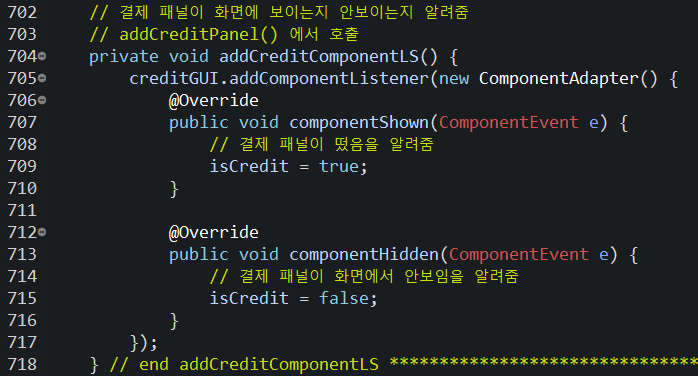 702 // 결제 패널이 화면에 보이는지 안보이는지 알려줌
703 // addCreditPanel() 에서 호출
704 private void addCreditComponentLS() {
705 creditGUI.addComponentListener(new ComponentAdapter() {
706 @Override
707 public void componentShown(ComponentEvent e) {
708 // 결제 패널이 떴음을 알려줌
709 isCredit = true;
710 }
711
712 @Override
713 public void componentHidden(ComponentEvent e) {
714 // 결제 패널이 화면에서 안보임을 알려줌
715 isCredit = false;
716 }
717 });
718 } // end addCreditComponentLS *******************************